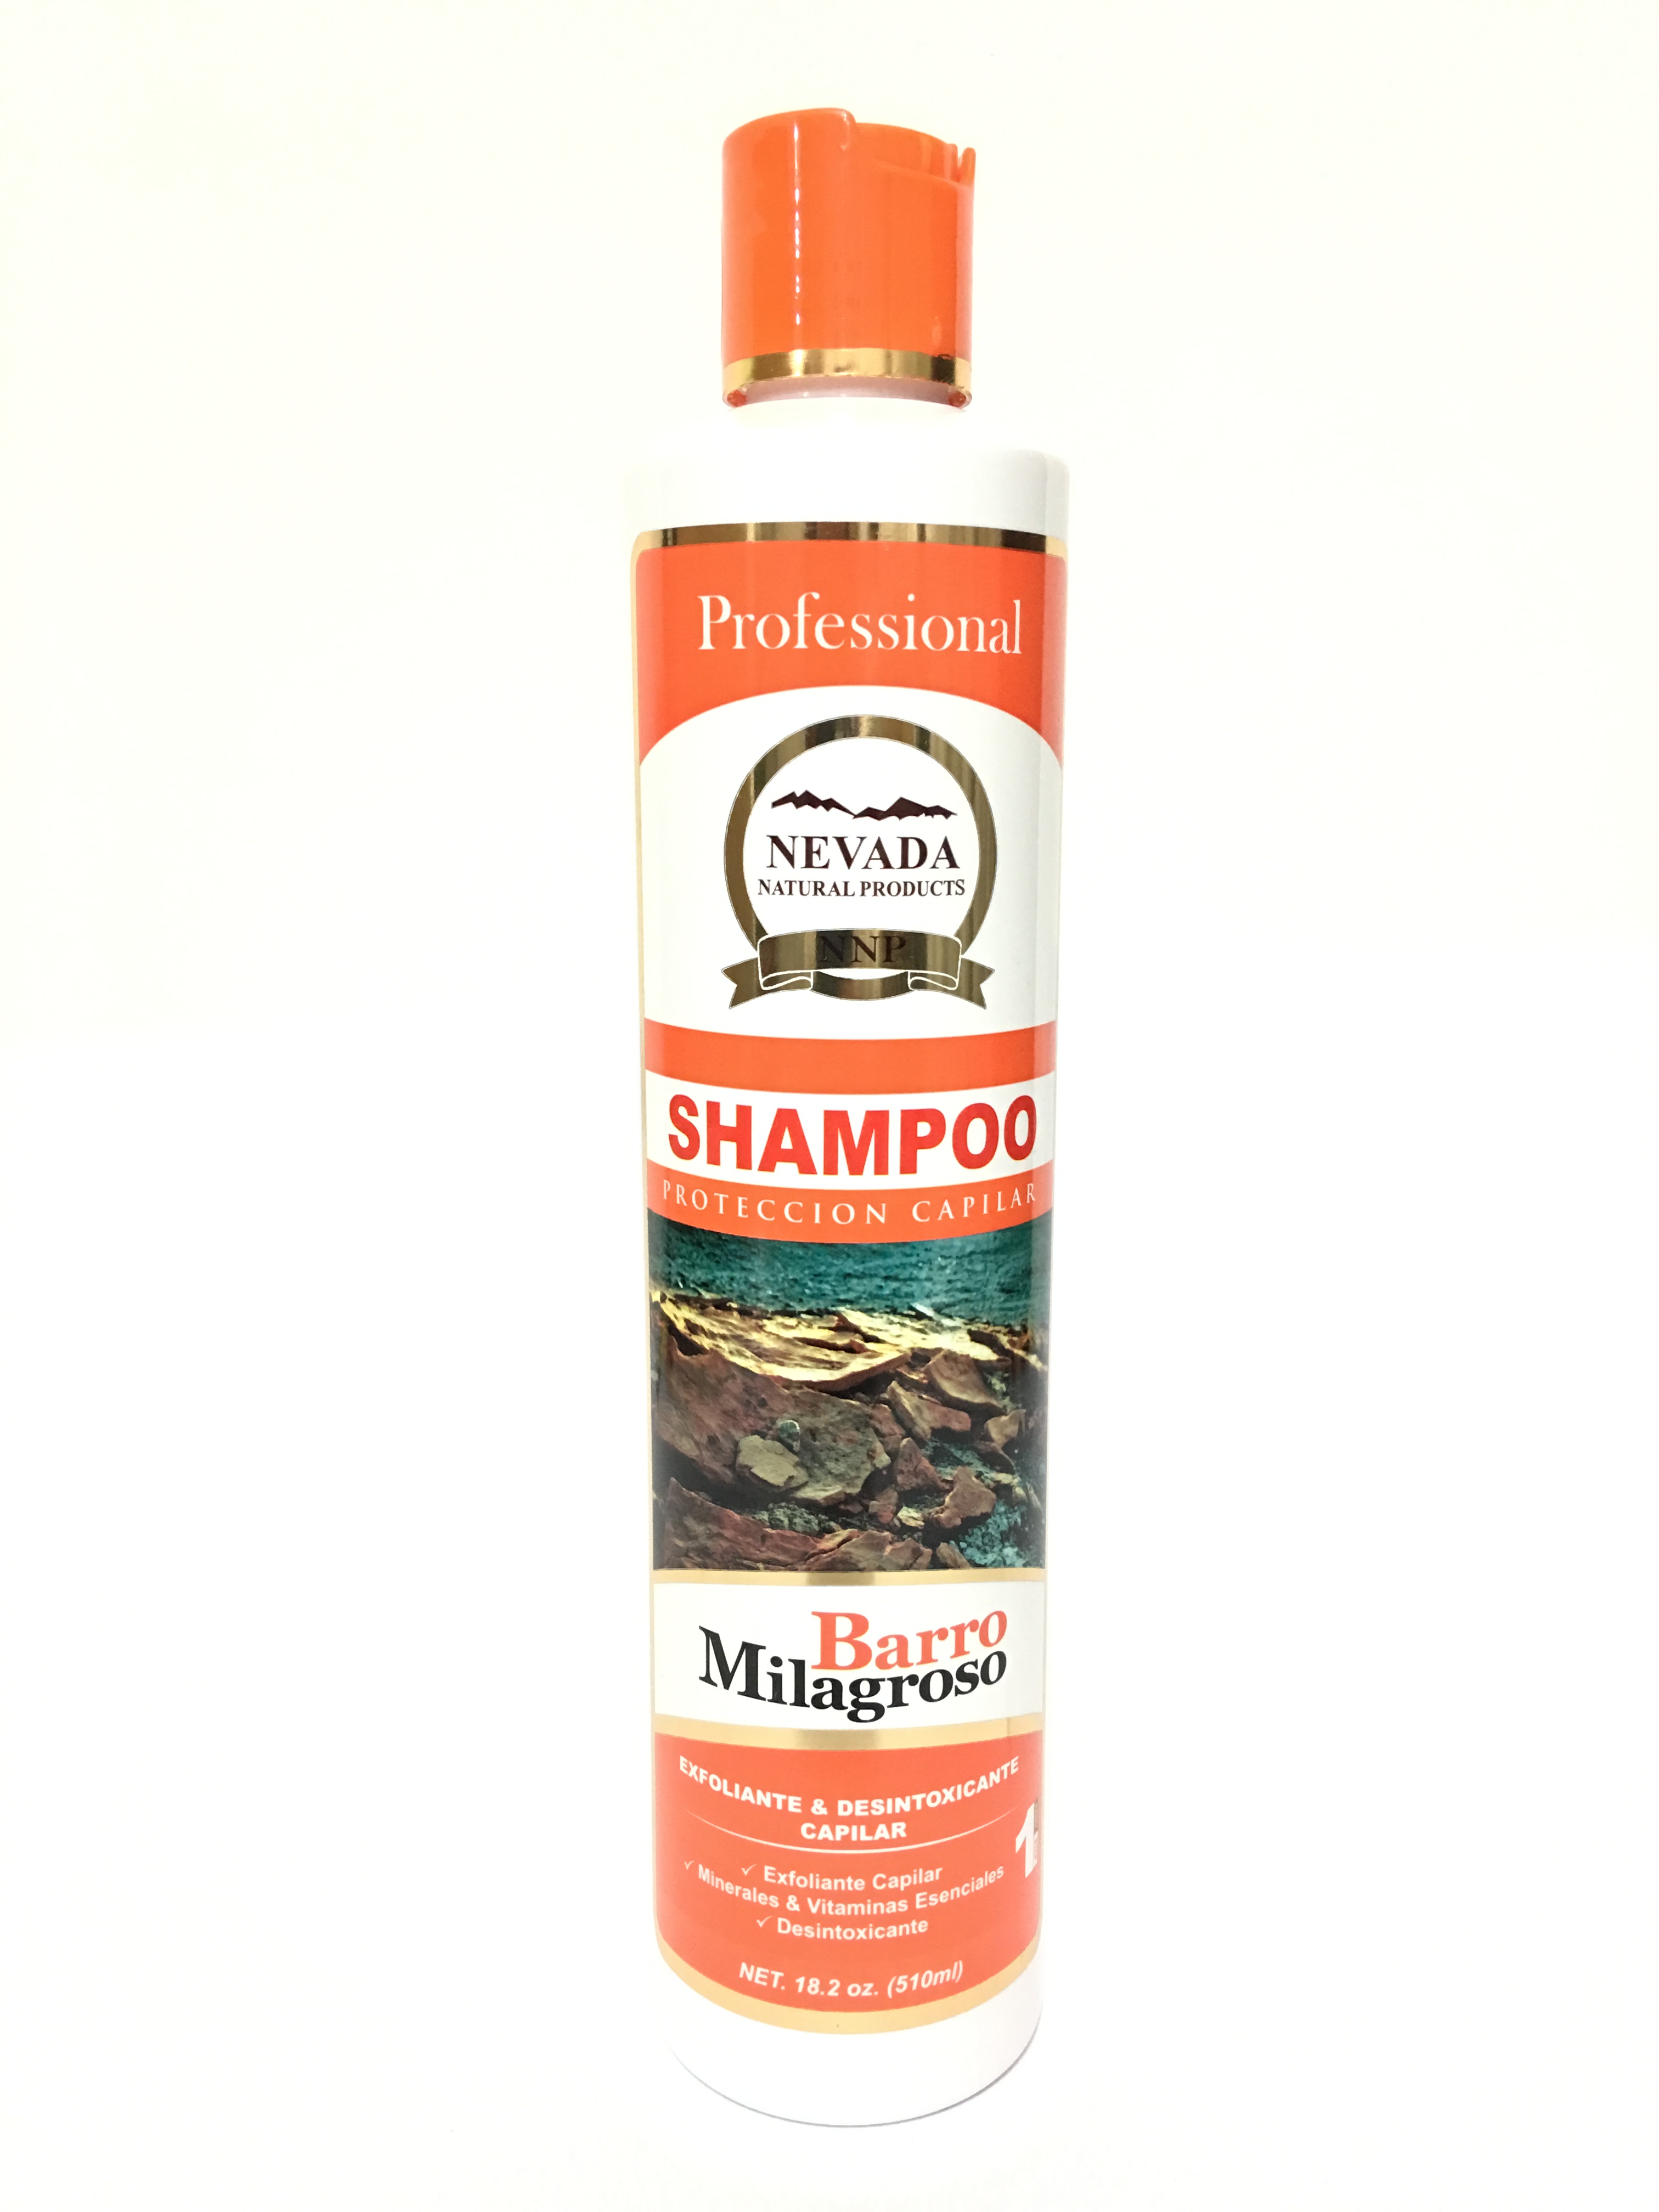 Professional
NEVADA
NATURAL PRODUCTS
NNP
SHAMPOO
PROTECCION CAPILAR
Barro
Milagroso
EXFOLIANTE & DESINTOXICANTE
CAPILAR
1
✓ Exfoliante Capilar
✓ Minerales & Vitaminas Esenciales
✓ Desintoxicante
NET. 18.2 oz. (510ml)